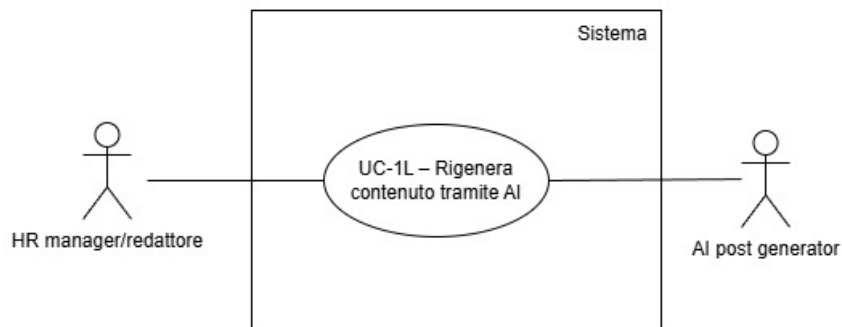 Sistema
UC-1L – Rigenera
contenuto tramite AI
HR manager/redattore
AI post generator